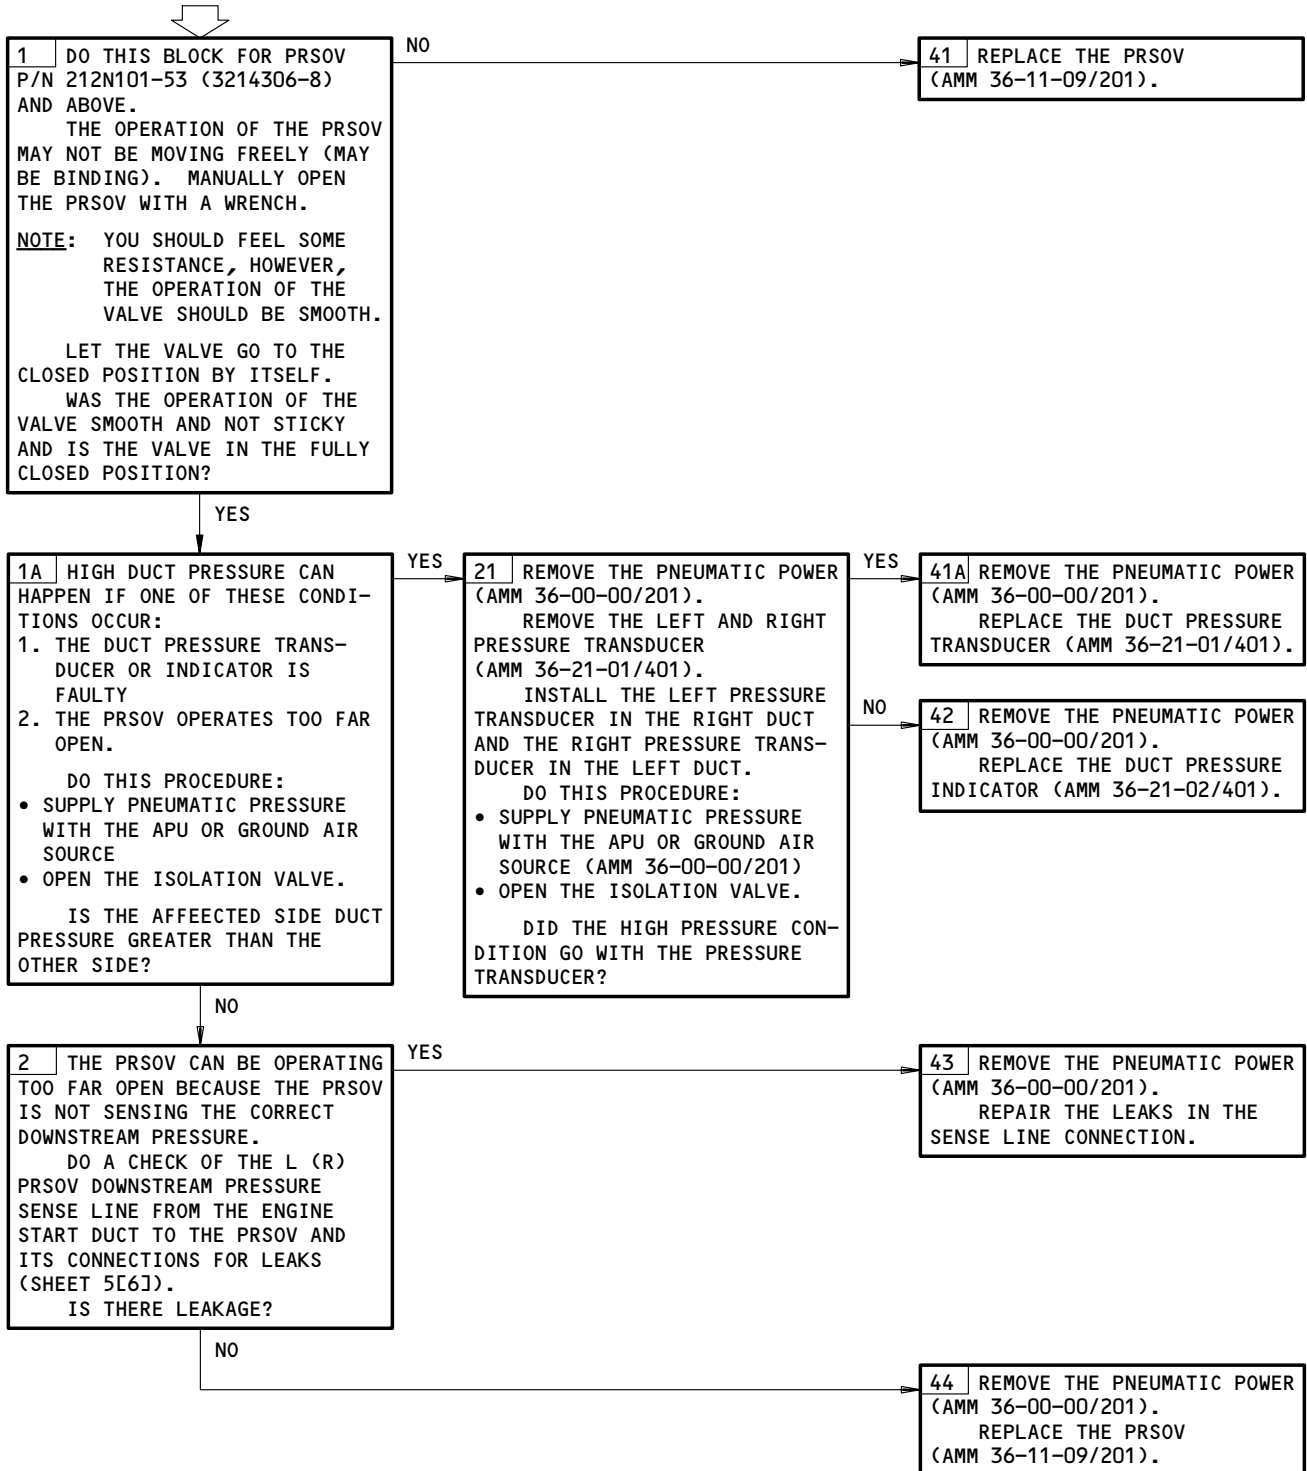 1 DO THIS BLOCK FOR PRSOV
P/N 212N101-53 (3214306-8)
AND ABOVE.
THE OPERATION OF THE PRSOV
MAY NOT BE MOVING FREELY (MAY
BE BINDING). MANUALLY OPEN
THE PRSOV WITH A WRENCH.
NOTE: YOU SHOULD FEEL SOME
RESISTANCE, HOWEVER,
THE OPERATION OF THE
VALVE SHOULD BE SMOOTH.
LET THE VALVE GO TO THE
CLOSED POSITION BY ITSELF.
WAS THE OPERATION OF THE
VALVE SMOOTH AND NOT STICKY
AND IS THE VALVE IN THE FULLY
CLOSED POSITION?
NO
41 REPLACE THE PRSOV
(AMM 36-11-09/201).
YES
1A HIGH DUCT PRESSURE CAN
HAPPEN IF ONE OF THESE CONDI-
TIONS OCCUR:
1. THE DUCT PRESSURE TRANS-
DUCER OR INDICATOR IS
FAULTY
2. THE PRSOV OPERATES TOO FAR
OPEN.
DO THIS PROCEDURE:
• SUPPLY PNEUMATIC PRESSURE
WITH THE APU OR GROUND AIR
SOURCE
• OPEN THE ISOLATION VALVE.
IS THE AFFEECTED SIDE DUCT
PRESSURE GREATER THAN THE
OTHER SIDE?
YES
21 REMOVE THE PNEUMATIC POWER
(AMM 36-00-00/201).
REMOVE THE LEFT AND RIGHT
PRESSURE TRANSDUCER
(AMM 36-21-01/401).
INSTALL THE LEFT PRESSURE
TRANSDUCER IN THE RIGHT DUCT
AND THE RIGHT PRESSURE TRANS-
DUCER IN THE LEFT DUCT.
DO THIS PROCEDURE:
• SUPPLY PNEUMATIC PRESSURE
WITH THE APU OR GROUND AIR
SOURCE (AMM 36-00-00/201)
• OPEN THE ISOLATION VALVE.
DID THE HIGH PRESSURE CON-
DITION GO WITH THE PRESSURE
TRANSDUCER?
YES
41A REMOVE THE PNEUMATIC POWER
(AMM 36-00-00/201).
REPLACE THE DUCT PRESSURE
TRANSDUCER (AMM 36-21-01/401).
NO
42 REMOVE THE PNEUMATIC POWER
(AMM 36-00-00/201).
REPLACE THE DUCT PRESSURE
INDICATOR (AMM 36-21-02/401).
NO
2 THE PRSOV CAN BE OPERATING
TOO FAR OPEN BECAUSE THE PRSOV
IS NOT SENSING THE CORRECT
DOWNSTREAM PRESSURE.
DO A CHECK OF THE L (R)
PRSOV DOWNSTREAM PRESSURE
SENSE LINE FROM THE ENGINE
START DUCT TO THE PRSOV AND
ITS CONNECTIONS FOR LEAKS
(SHEET 5[6]).
IS THERE LEAKAGE?
YES
43 REMOVE THE PNEUMATIC POWER
(AMM 36-00-00/201).
REPAIR THE LEAKS IN THE
SENSE LINE CONNECTION.
NO
44 REMOVE THE PNEUMATIC POWER
(AMM 36-00-00/201).
REPLACE THE PRSOV
(AMM 36-11-09/201).